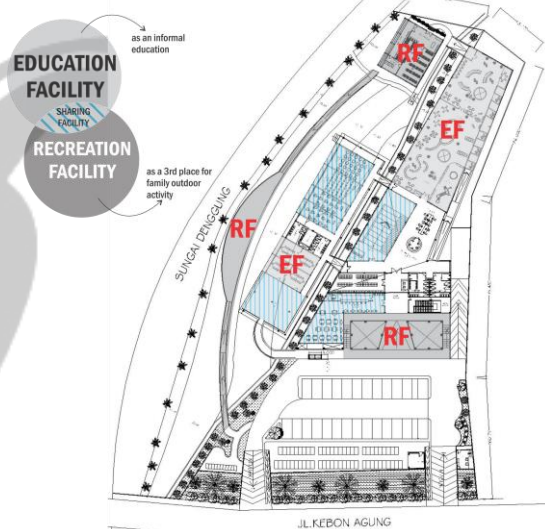 as an informal
education
EDUCATION
FACILITY
SHARING
FACILITY
RECREATION
FACILITY
as a 3rd place for
family outdoor
activity
RF
EF
RF
EF
RF
SUNGAI DENGGUNG
JL.KEBON AGUNG